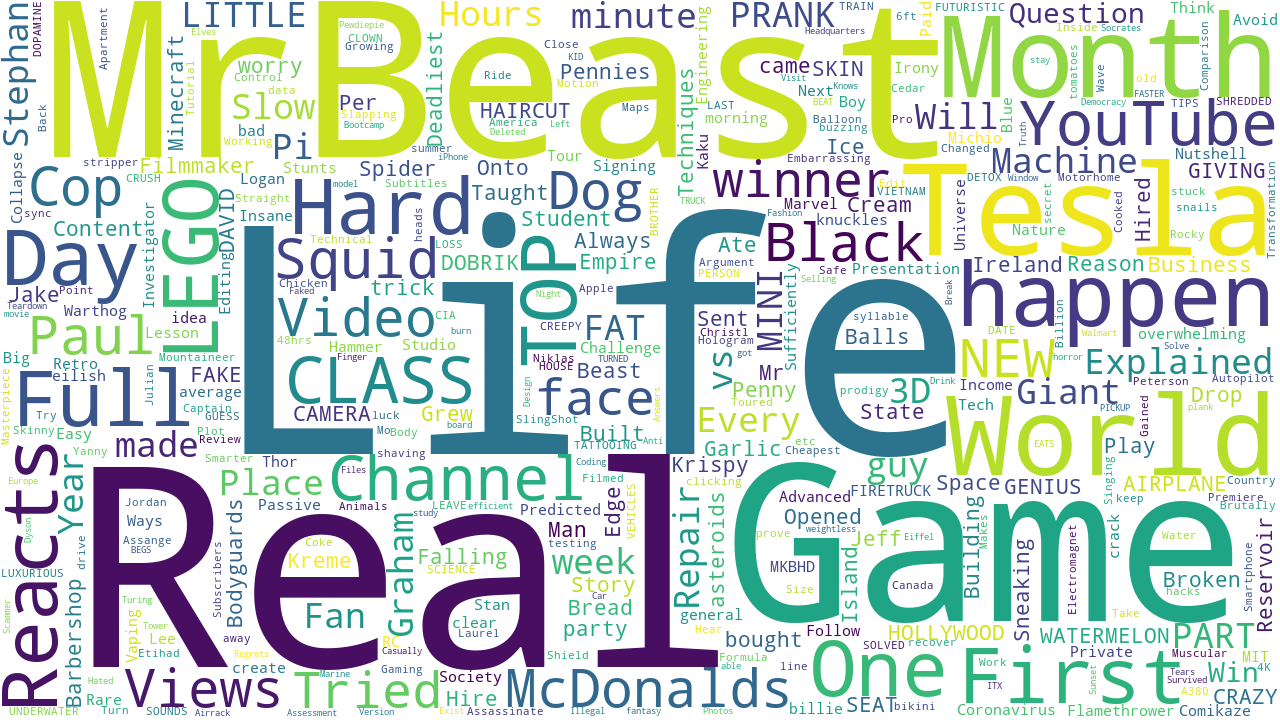 MrBeast
Life
Real
Game
Month
Tesla
World
happen
YouTube
First
One
Reacts
Full
Day
Hard
LEGO
CLASS
TOP
Channel
Video
Squid
Dog
face
FAT
Black
winner
NEW
McDonalds
Tried
Views
Cop
Paul
Stephan
LITTLE
Hours
minute
PRANK
Question
Think
Avoid
Comparison
FUTURISTIC
6ft
TRAIN
Paid
Inside
Socrates
tomatoes
stay
Wave
old
FASTER
TIPS
SHREDDED
Democracy
Will
Blue
Truth
Michio
Changed
Machine
Nutshell
GIVING
DETOX
Window
Motorhome
Universe
Nature
secret
Cooked
Hired
stuck
snails
Rocky
Transformation
Ireland
Reason
Business
Break
DATE
Billion
Walmart
Solve
overwhelming
horror
Explained
Income
Giant
Peterson
Autopilot
Tech
PICKUP
Gained
Drop
plank
Play
EATS
Country
Singing
Space
GENIUS
AIRPLANE
Premiere
Brutally
keep
crack
Makes
Water
Building
Electromagnet
Smartphone
Reservist
Broken
hacks
Sneaking
Canada
Take
WATERMELON
PART
HOLLYWOOD
SOLVED
recover
Private
Muscular
MIT
Win
4k
Tears
Survived
Work
ITX
Sunset
A380
CRAZY
Coronavirus
Flamethrower
Comikaze
DOPAMINE
Apartment
Back
Elves
Pewdiepie
CLOWN
Growing
Minecraft
Tutorial
worry
Control
data
Slow
bad
Working
Pi
Per
Slapping
Bootcamp
Deadliest
summer
iPhone
HAIRCUT
America
Deleted
Left
Close
KID
Ride
Pennies
Motion
Maps
Techniques
Engineering
Headquarters
LAST
morning
Visit
BEAT
Knows
came
SKIN
Next
Boy
Irony
Cedar
Balloon
buzzing
Pro
Ice
Kaku
Embarrassing
VIETNAM
Edit
Marvel
Cream
knuckles
TRUCK
Fashion
stripper
Filmmaker
Stunts
Spider
Onto
Tour
Signing
Collapse
sync
CRUSH
Logan
Straight
Subtitles
Taught
Insane
model
heads
Content
Investigator
Editing
DAVID
Technical
LOSS
DOBRIK
Student
Always
Empire
BROTHER
Ate
Argument
PERSON
Safe
Presentation
Selling
Sent
Christl
Hologram
MINI
Sufficiently
syllable
Balls
Jake
Point
Teardown
movie
Warthog
idea
Lesson
Chicken
Faked
trick
CIA
burn
Night
Apple
CREEPY
Challenge
Studio
48hrs
Hammer
Finger
Niklas
TURNED
HOUSE
Beast
vs
got
Mr
Penny
prodigy
Drink
3D
Toured
State
Every
Big
Retro
eilish
Mountaineer
Julian
FAKE
average
Captain
Guess
Masterpiece
Try
Skinny
Easy
Plot
Yanny
Review
CAMERA
luck
Grew
Mo
Body
board
shaving
Design
SlingShot
Built
Anti
Answers
TATTOOING
Garlic
etc
Cheapest
made
Smarter
Thor
Files
Animals
Coding
Filmed
Krispy
clicking
guy
FIRETRUCK
Year
Europe
Jordan
Ways
Assange
BEGS
Place
Passive
study
LEAVE
efficient
Predicted
Man
testing
Edge
VEHICLES
Repair
asteroids
Advanced
Opened
weightless
prove
Jeff
Eiffel
MKBHD
Size
Island
Dyson
drive
LUXURIOUS
Turing
Subscribers
Bodyguards
Coke
Kreme
Graham
Falling
SCIENCE
week
Story
Car
Bread
general
Hear
Scammer
Barbershop
Vaping
Tower
Lee
Etihad
away
Fan
RC
Casually
Stan
clear
Laurel
party
bought
Follow
Formula
able
line
Hated
Regrets
create
Gaming
Society
Shield
Rare
Turn
Marine
Hire
UNDERWATER
SOUNDS
Airrack
Assessment
Version
Exist
Assassinate
Illegal
fantasy
Photos
billie
SEAT
bikini